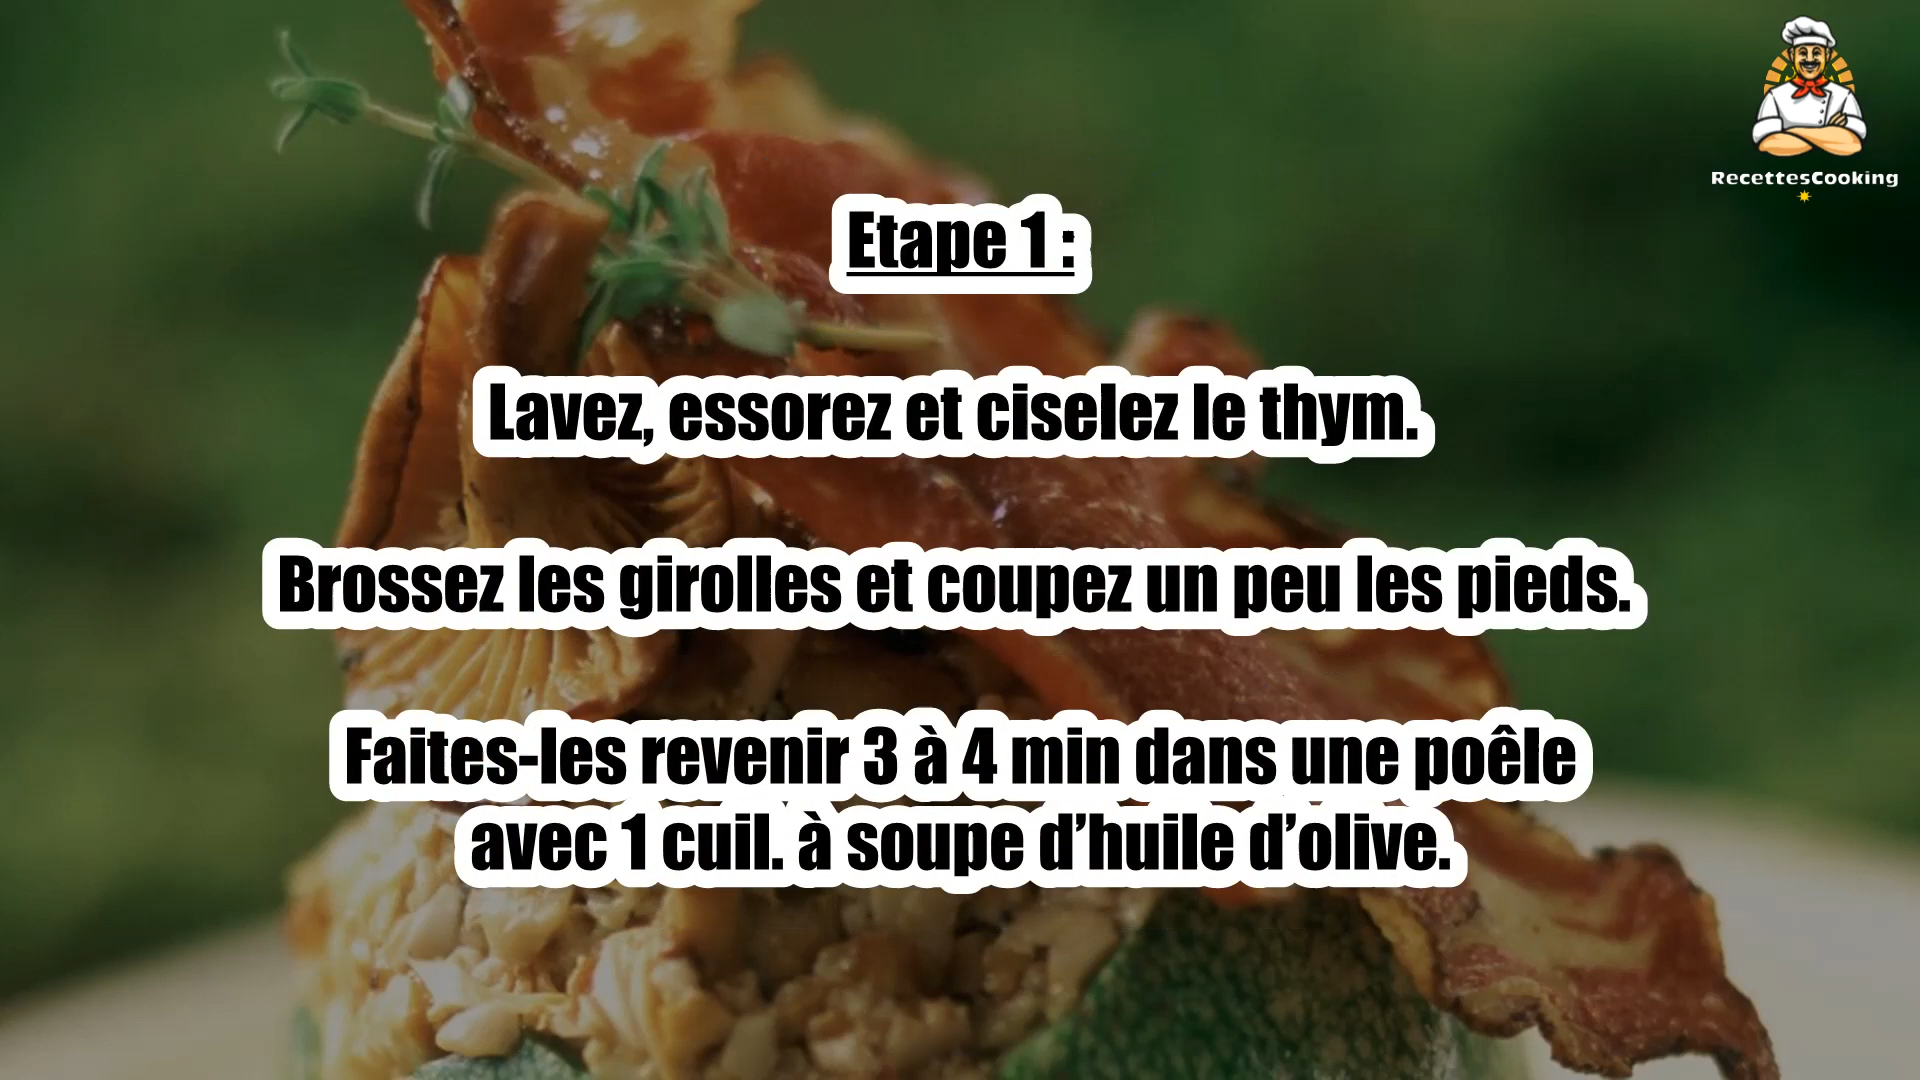 RecettesCooking
Etape 1 :
Lavez, essorez et ciselez le thym.
Brossez les girolles et coupez un peu les pieds.
Faites-les revenir 3 à 4 min dans une poêle
avec 1 cuil. à soupe d’huile d’olive.